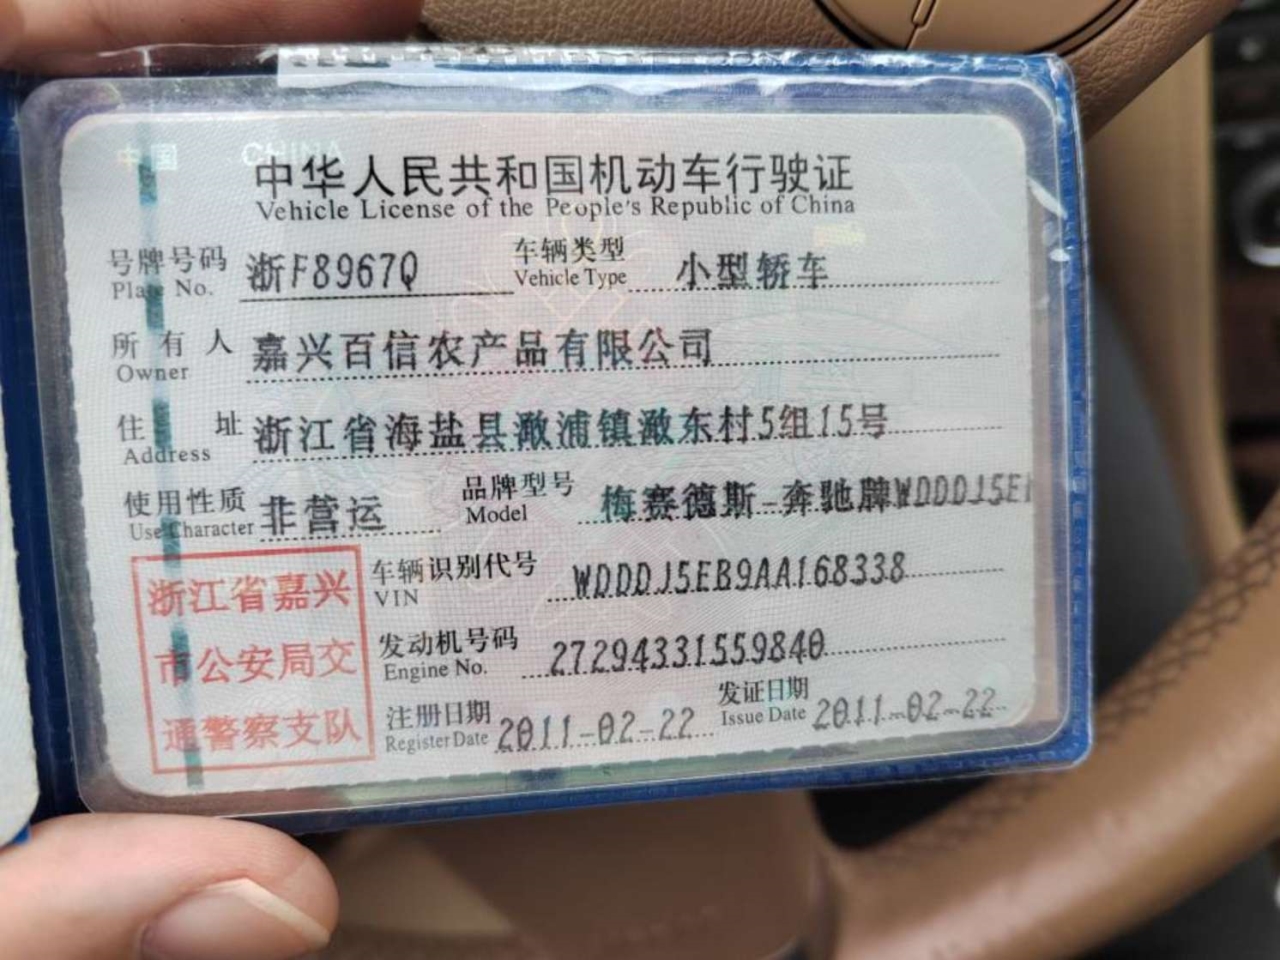 中国 CHINA
中华人民共和国机动车行驶证
Vehicle License of the People's Republic of China
号牌号码 浙F8967Q 车辆类型 小型轿车
Plate No. Vehicle Type
所有人 嘉兴百信农产品有限公司
Owner
住址 浙江省海盐县澉浦镇澉东村5组15号
Address
使用性质 非营运 品牌型号 梅赛德斯-奔驰牌WDDDJ5E
Use Character Model
浙江省嘉兴
市公安局交
通警察支队
车辆识别代号 WDDDJ5EB9AA168338
VIN
发动机号码 27294331559840
Engine No.
注册日期 2011-02-22 发证日期 2011-02-22
Register Date Issue Date